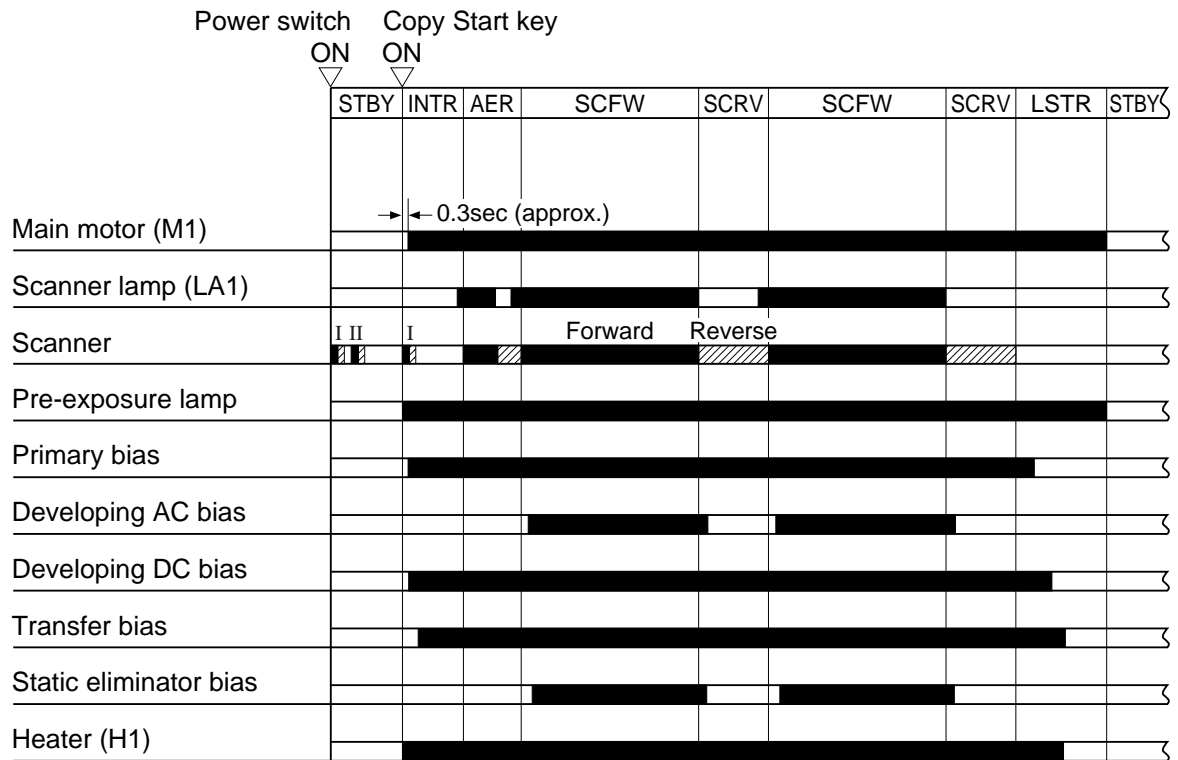 Power switch Copy Start key
ON ON
STBY INTR AER SCFW SCRV SCFW SCRV LSTR STBY
0.3sec (approx.)
Main motor (M1)
Scanner lamp (LA1)
I II I Forward Reverse
Scanner
Pre-exposure lamp
Primary bias
Developing AC bias
Developing DC bias
Transfer bias
Static eliminator bias
Heater (H1)